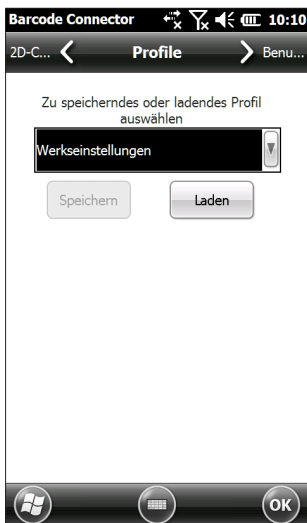 Barcode Connector 10:10
2D-C... Profile Benu...
Zu speicherndes oder ladendes Profil
auswählen
Werkseinstellungen
Speichern Laden
OK